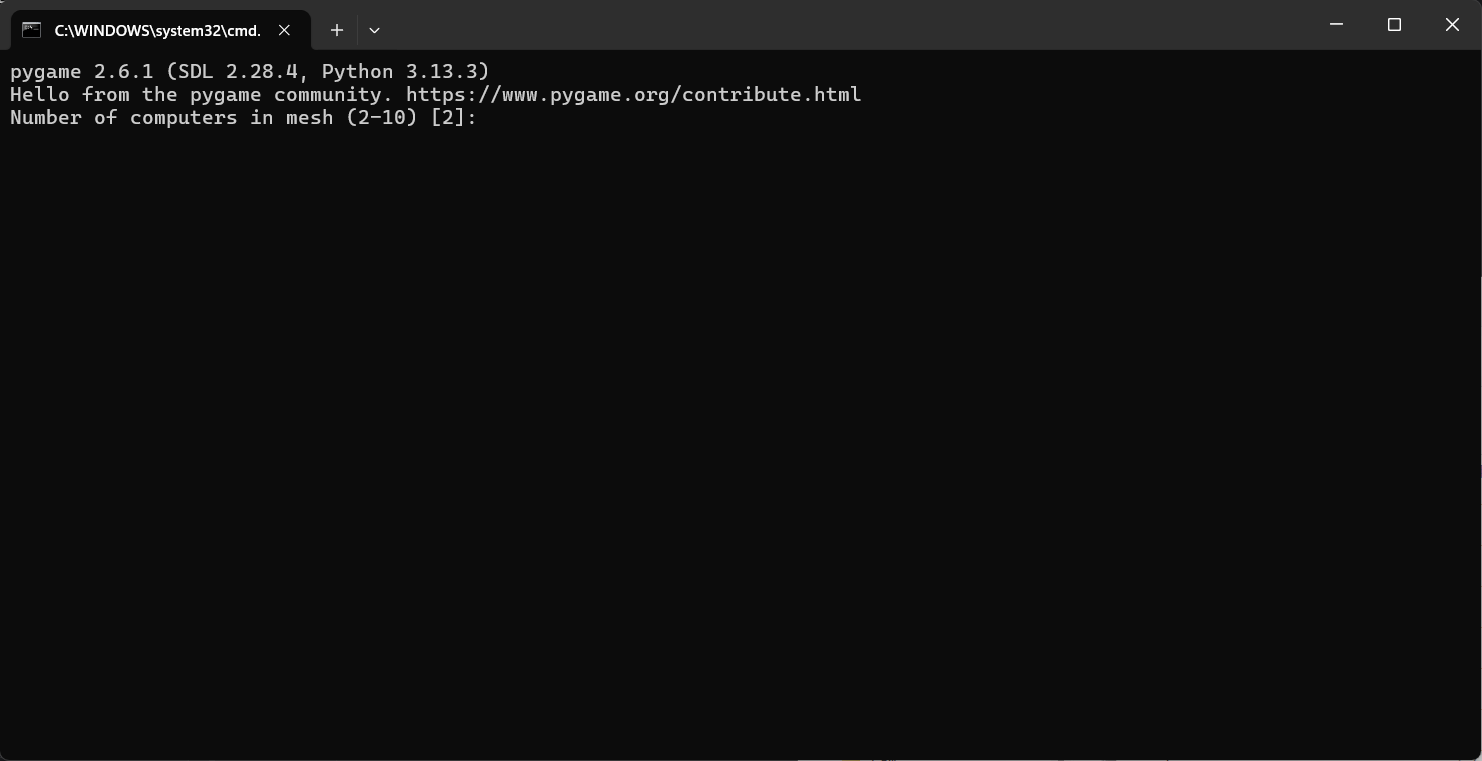 C:\WINDOWS\system32\cmd.
pygame 2.6.1 (SDL 2.28.4, Python 3.13.3)
Hello from the pygame community. https://www.pygame.org/contribute.html
Number of computers in mesh (2-10) [2]: